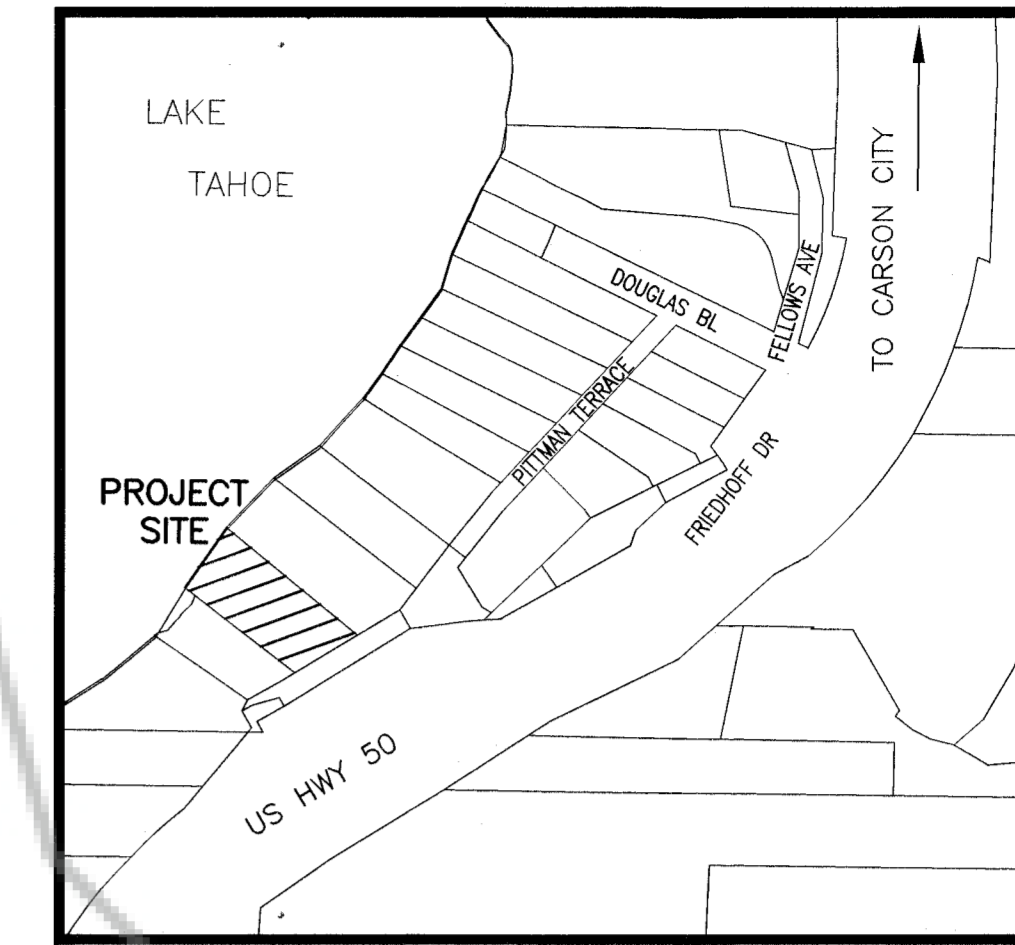 LAKE
TAHOE
TO CARSON CITY
DOUGLAS BL
FELLOWS AVE
PITTMAN TERRACE
FRIEDHOFF DR
PROJECT
SITE
US HWY 50